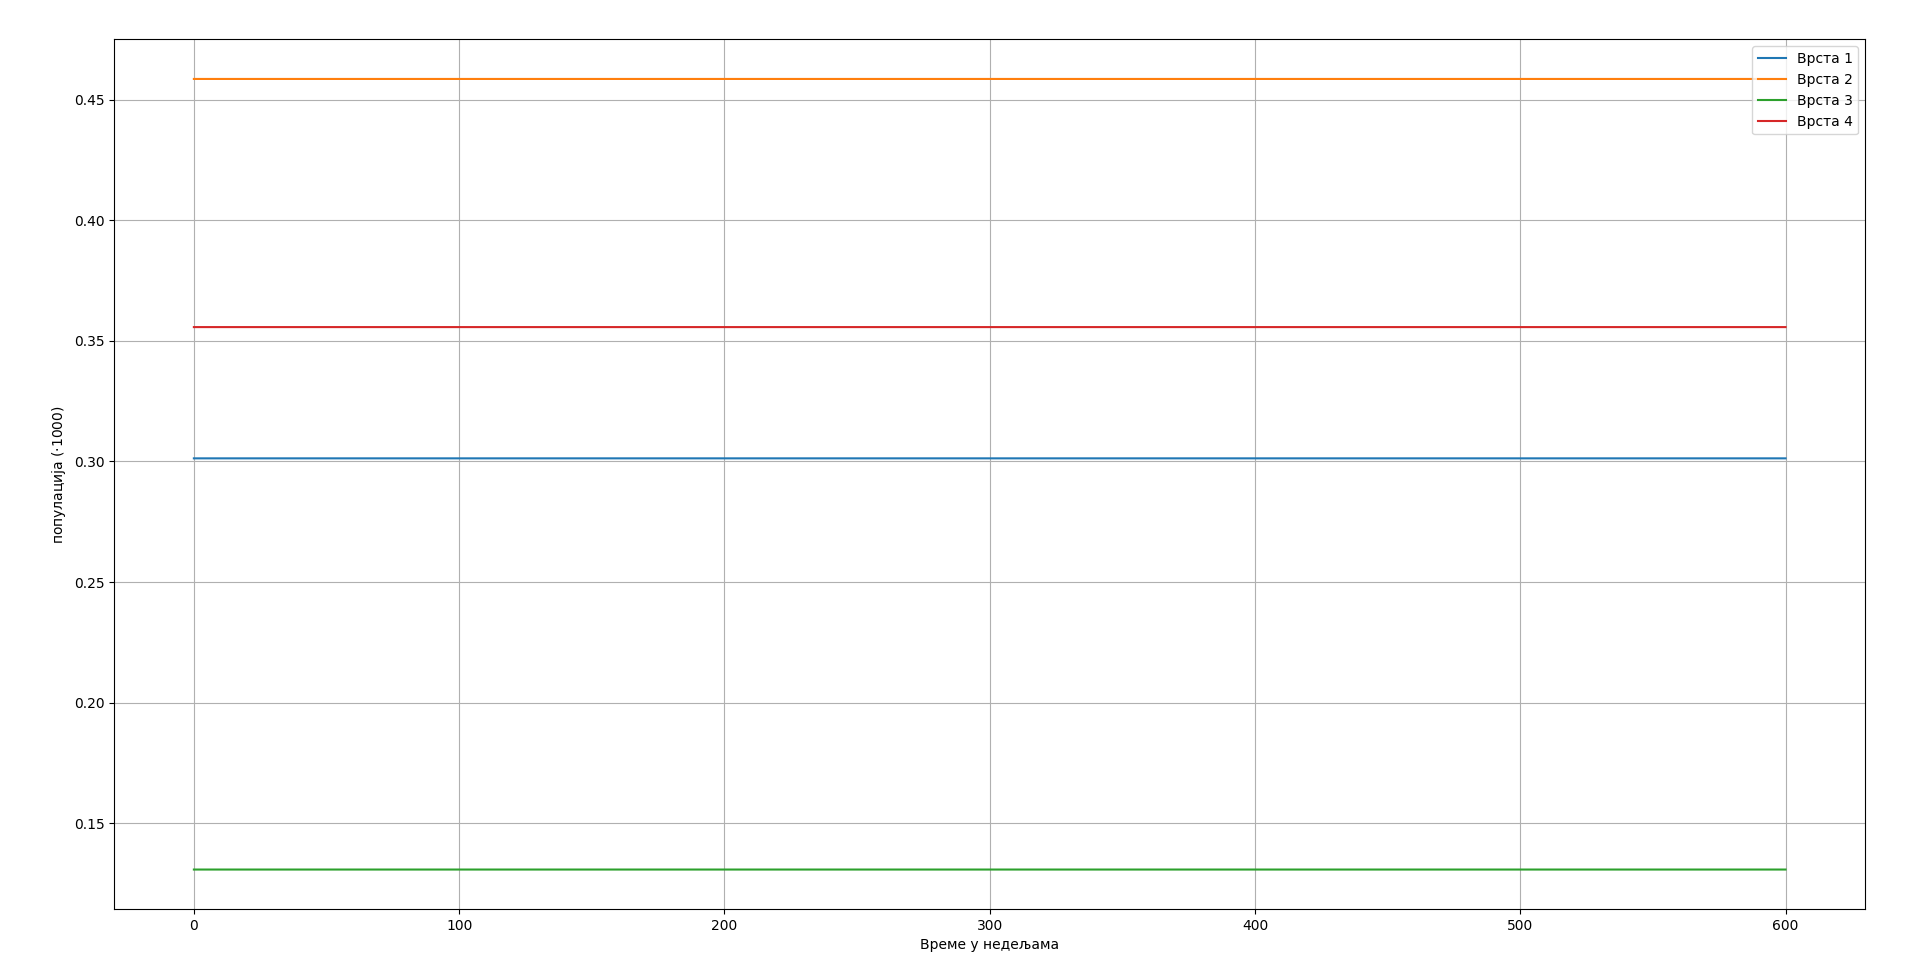 Врста 1
Врста 2
Врста 3
Врста 4
0.45
0.40
0.35
0.30
0.25
0.20
0.15
популација (·1000)
0 100 200 300 400 500 600
Време у недељама